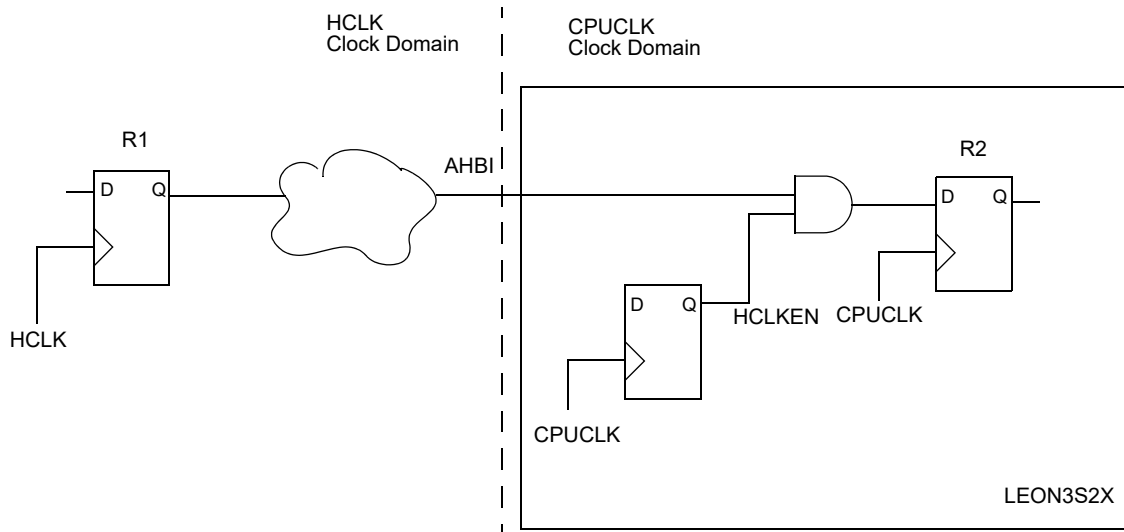 HCLK
Clock Domain
CPUCLK
Clock Domain
R1
D Q
HCLK
AHBI
R2
D Q
CPUCLK
D Q
HCLKEN
CPUCLK
LEON3S2X